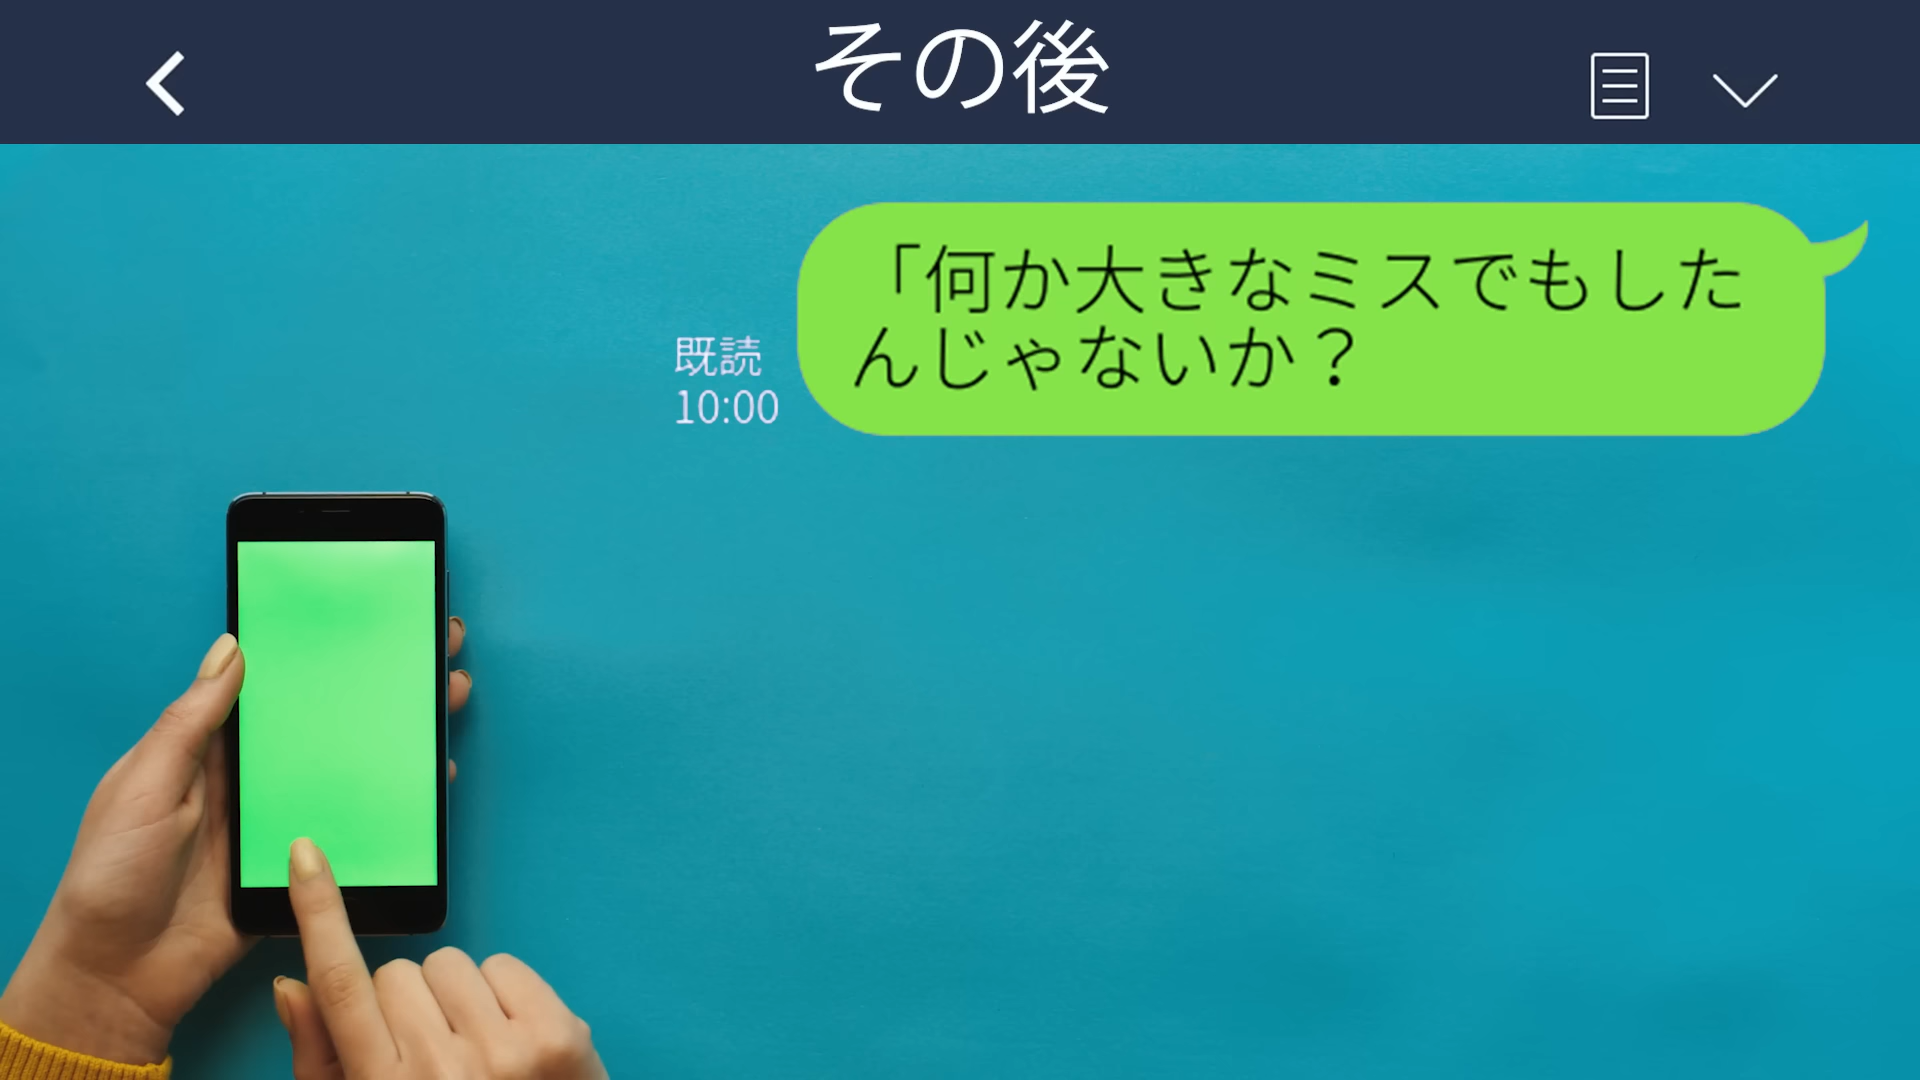 その後
「何か大きなミスでもした
んじゃないか？
既読
10:00